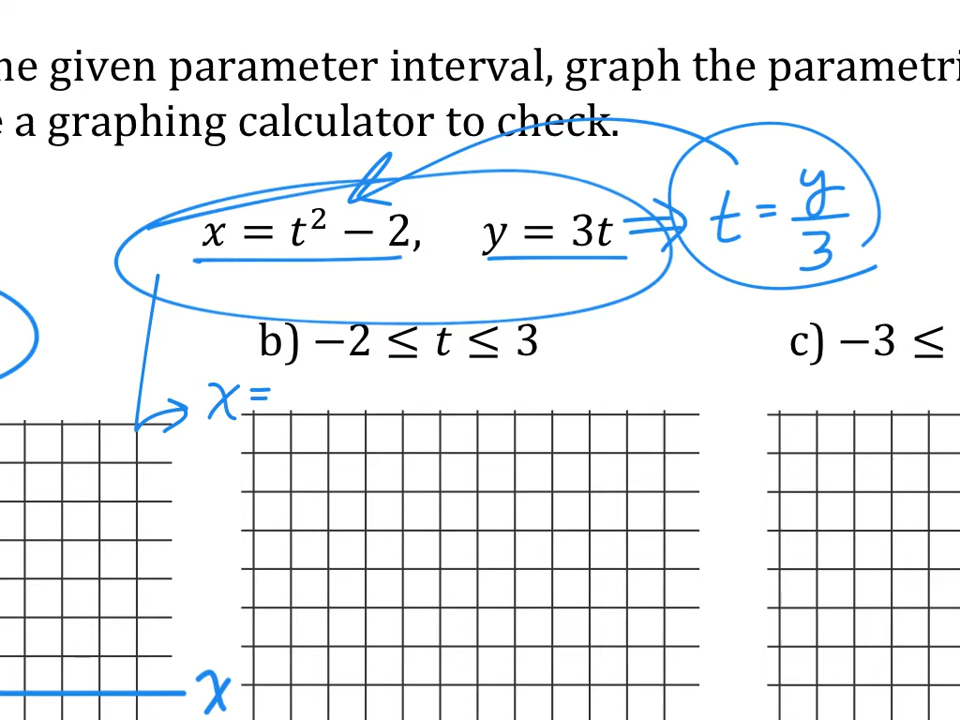 he given parameter interval, graph the parametri
e a graphing calculator to check.
x = t² − 2, y = 3t ⇒ t = y/3
b) −2 ≤ t ≤ 3 c) −3 ≤
x =
x